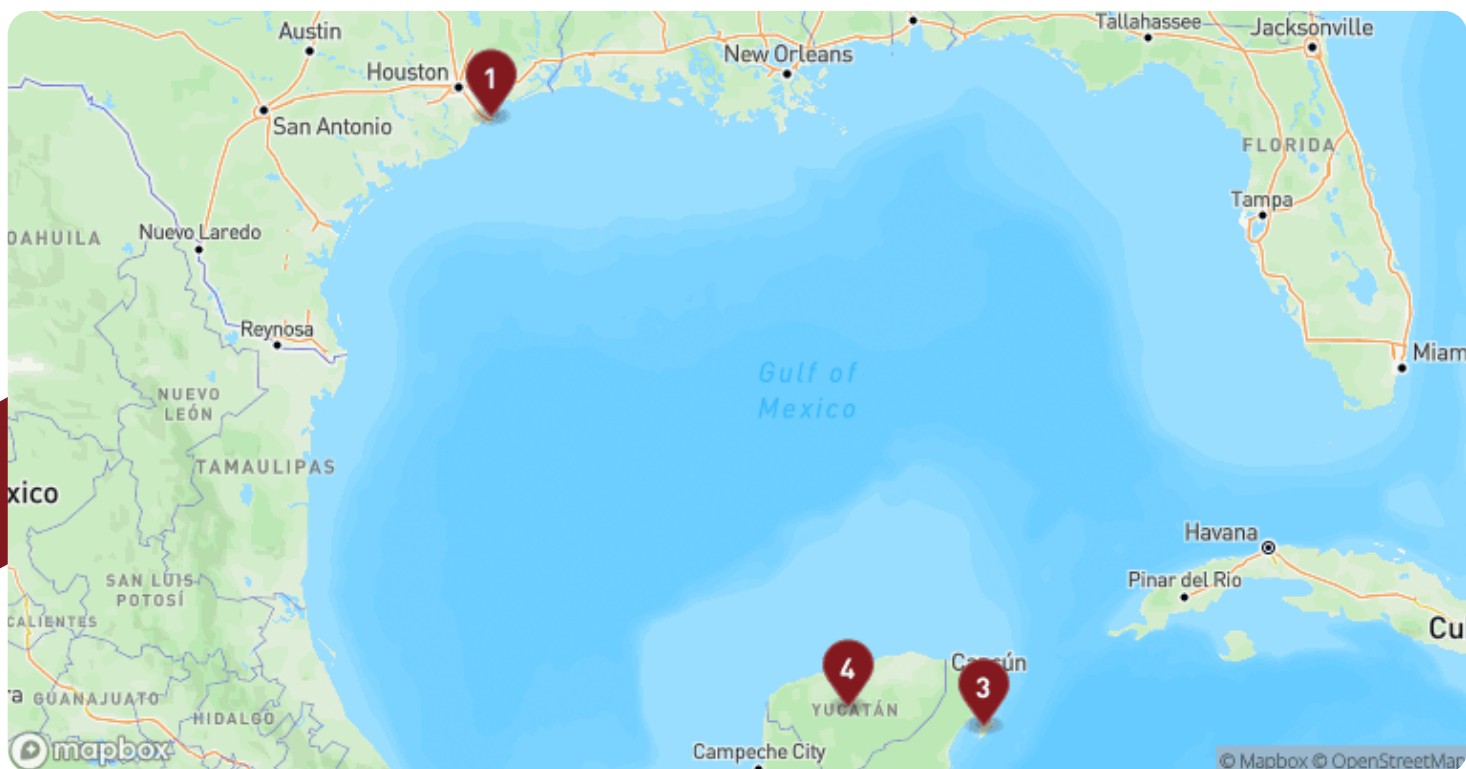 Austin
Tallahassee
Jacksonville
New Orleans
Houston
1
San Antonio
FLORIDA
Tampa
Nuevo Laredo
OAHUILA
Reynosa
Miam
Gulf of
Mexico
NUEVO
LEÓN
TAMAULIPAS
xico
Havana
Pinar del Rio
SAN LUIS
POTOSÍ
CALIENTES
Cu
Cancún
4
3
ra
GUANAJUATO
YUCATÁN
HIDALGO
Campeche City
mapbox
© Mapbox © OpenStreetMap